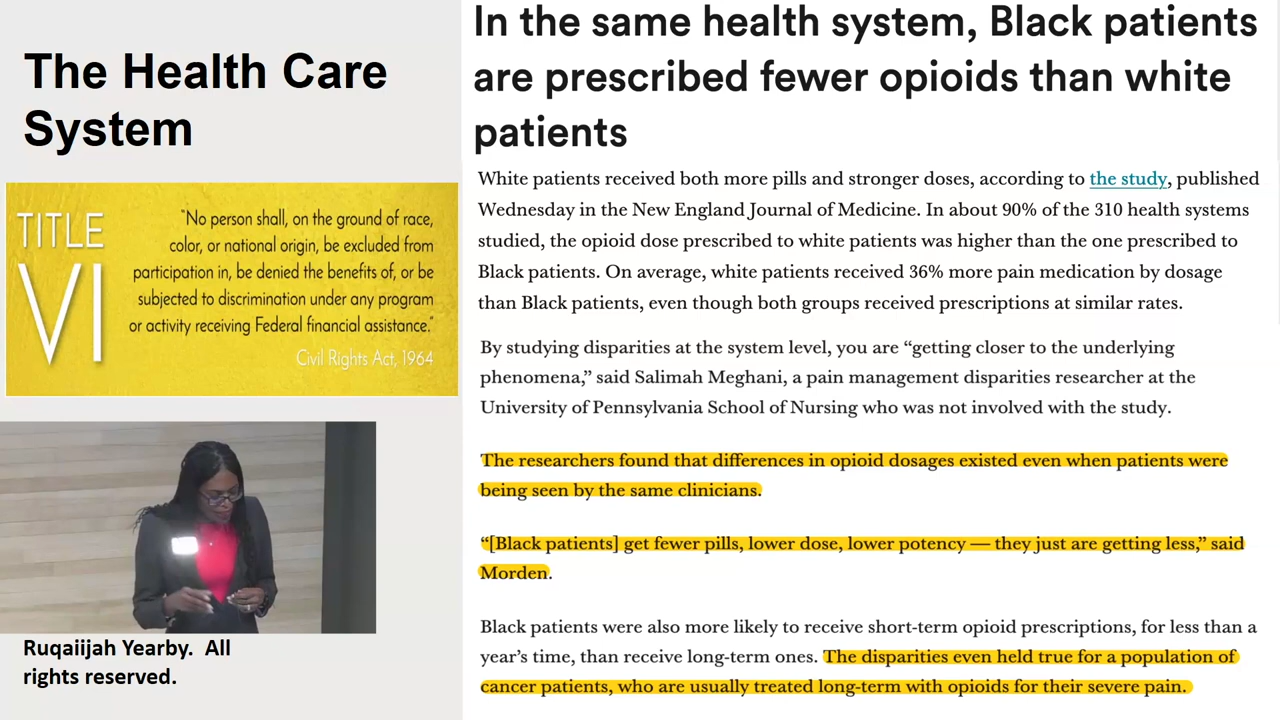 The Health Care
System
TITLE
VI
"No person shall, on the ground of race,
color, or national origin, be excluded from
participation in, be denied the benefits of, or be
subjected to discrimination under any program
or activity receiving Federal financial assistance."
Civil Rights Act, 1964
Ruqaiijah Yearby.  All
rights reserved.
In the same health system, Black patients
are prescribed fewer opioids than white
patients
White patients received both more pills and stronger doses, according to the study, published
Wednesday in the New England Journal of Medicine. In about 90% of the 310 health systems
studied, the opioid dose prescribed to white patients was higher than the one prescribed to
Black patients. On average, white patients received 36% more pain medication by dosage
than Black patients, even though both groups received prescriptions at similar rates.
By studying disparities at the system level, you are “getting closer to the underlying
phenomena,” said Salimah Meghani, a pain management disparities researcher at the
University of Pennsylvania School of Nursing who was not involved with the study.
The researchers found that differences in opioid dosages existed even when patients were
being seen by the same clinicians.
“[Black patients] get fewer pills, lower dose, lower potency — they just are getting less,” said
Morden.
Black patients were also more likely to receive short-term opioid prescriptions, for less than a
year’s time, than receive long-term ones. The disparities even held true for a population of
cancer patients, who are usually treated long-term with opioids for their severe pain.